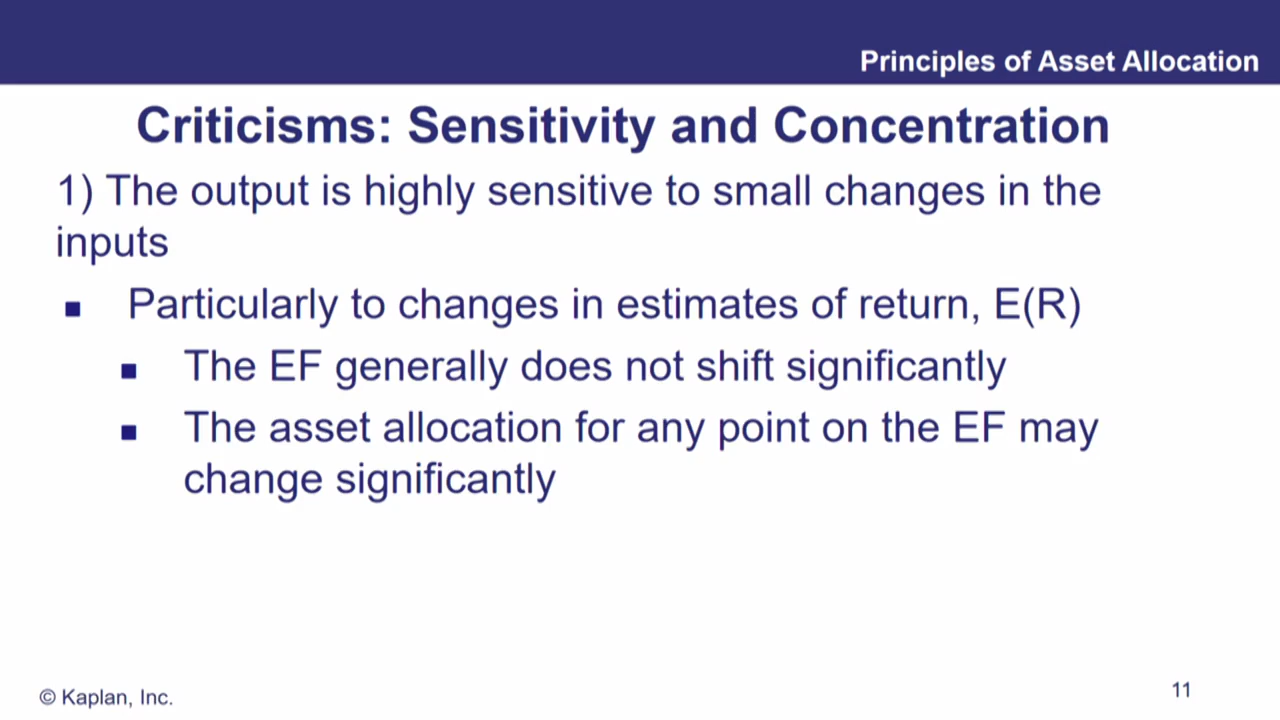 Principles of Asset Allocation
Criticisms: Sensitivity and Concentration
1) The output is highly sensitive to small changes in the
inputs
■ Particularly to changes in estimates of return, E(R)
■ The EF generally does not shift significantly
■ The asset allocation for any point on the EF may
change significantly
© Kaplan, Inc.
11